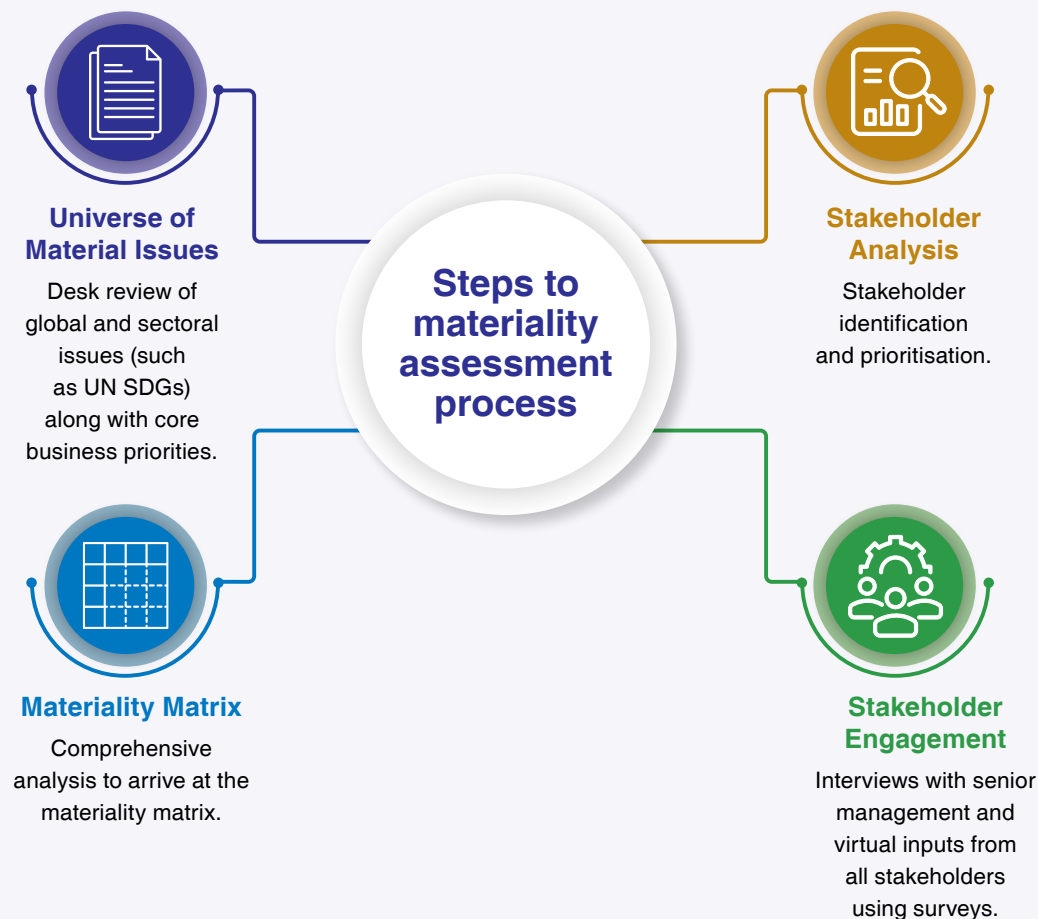 Steps to
materiality
assessment
process
Universe of
Material Issues
Desk review of
global and sectoral
issues (such
as UN SDGs)
along with core
business priorities.
Stakeholder
Analysis
Stakeholder
identification
and prioritisation.
Materiality Matrix
Comprehensive
analysis to arrive at the
materiality matrix.
Stakeholder
Engagement
Interviews with senior
management and
virtual inputs from
all stakeholders
using surveys.